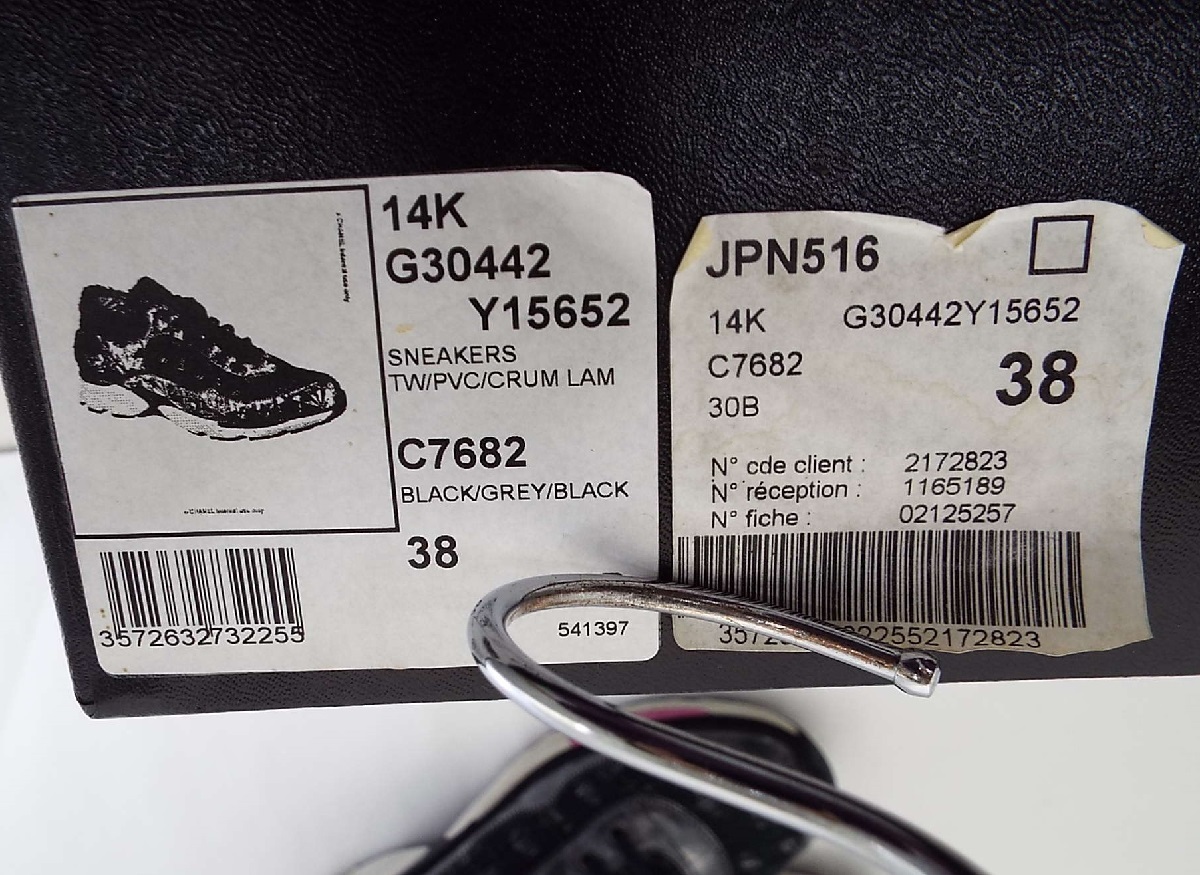 14K
G30442
Y15652
SNEAKERS
TW/PVC/CRUM LAM
C7682
BLACK/GREY/BLACK
38
3572632732255
541397
JPN516
14K G30442Y15652
C7682
38
30B
N° cde client : 2172823
N° réception : 1165189
N° fiche : 02125257
22552172823